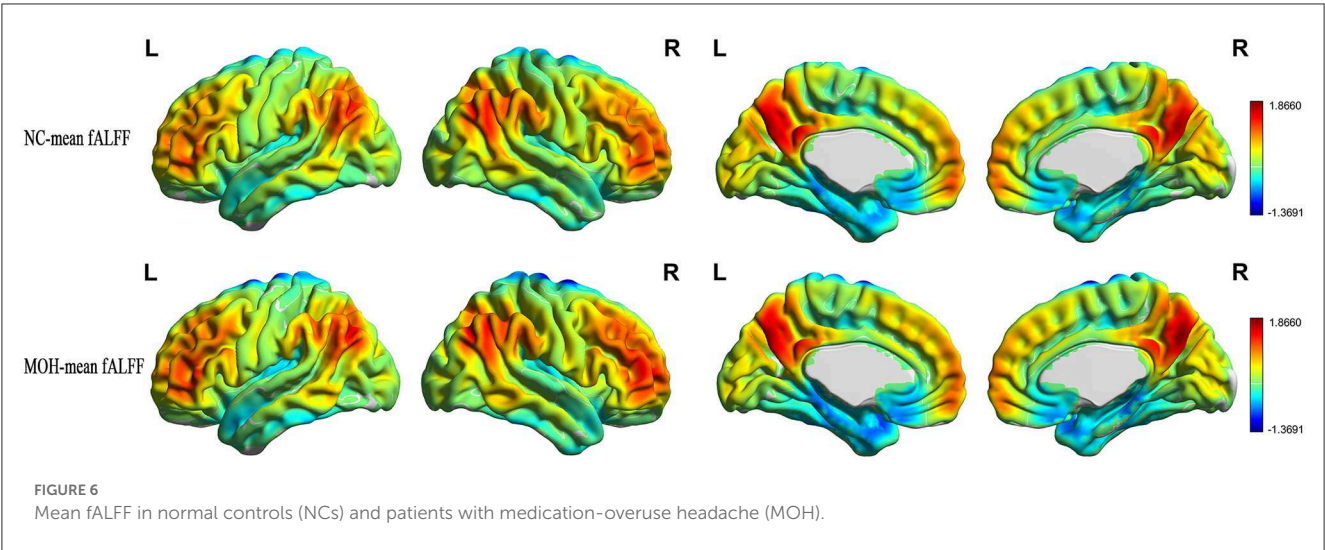 L R L R
NC-mean fALFF
1.8660
-1.3691
L R L R
MOH-mean fALFF
1.8660
-1.3691
FIGURE 6
Mean fALFF in normal controls (NCs) and patients with medication-overuse headache (MOH).